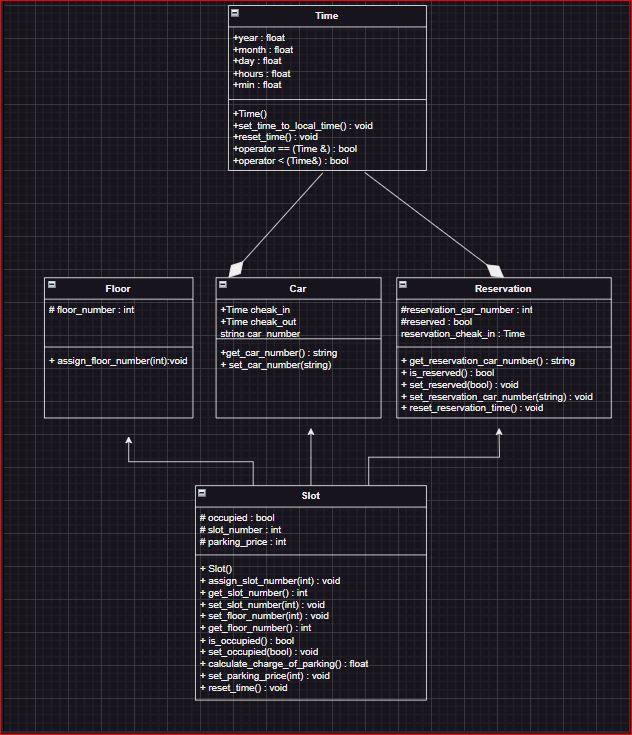 Time
+year : float
+month : float
+day : float
+hours : float
+min : float
+Time()
+set_time_to_local_time() : void
+reset_time() : void
+operator == (Time &) : bool
+operator < (Time&) : bool
Floor
# floor_number : int
+ assign_floor_number(int):void
Car
+Time cheak_in
+Time cheak_out
string car_number
+get_car_number() : string
+ set_car_number(string)
Reservation
#reservation_car_number : int
#reserved : bool
reservation_cheak_in : Time
+ get_reservation_car_number() : string
+ is_reserved() : bool
+ set_reserved(bool) : void
+ set_reservation_car_number(string) : void
+ reset_reservation_time() : void
Slot
# occupied : bool
# slot_number : int
# parking_price : int
+ Slot()
+ assign_slot_number(int) : void
+ get_slot_number() : int
+ set_slot_number(int) : void
+ set_floor_number(int) : void
+ get_floor_number() : int
+ is_occupied() : bool
+ set_occupied(bool) : void
+ calculate_charge_of_parking() : float
+ set_parking_price(int) : void
+ reset_time() : void